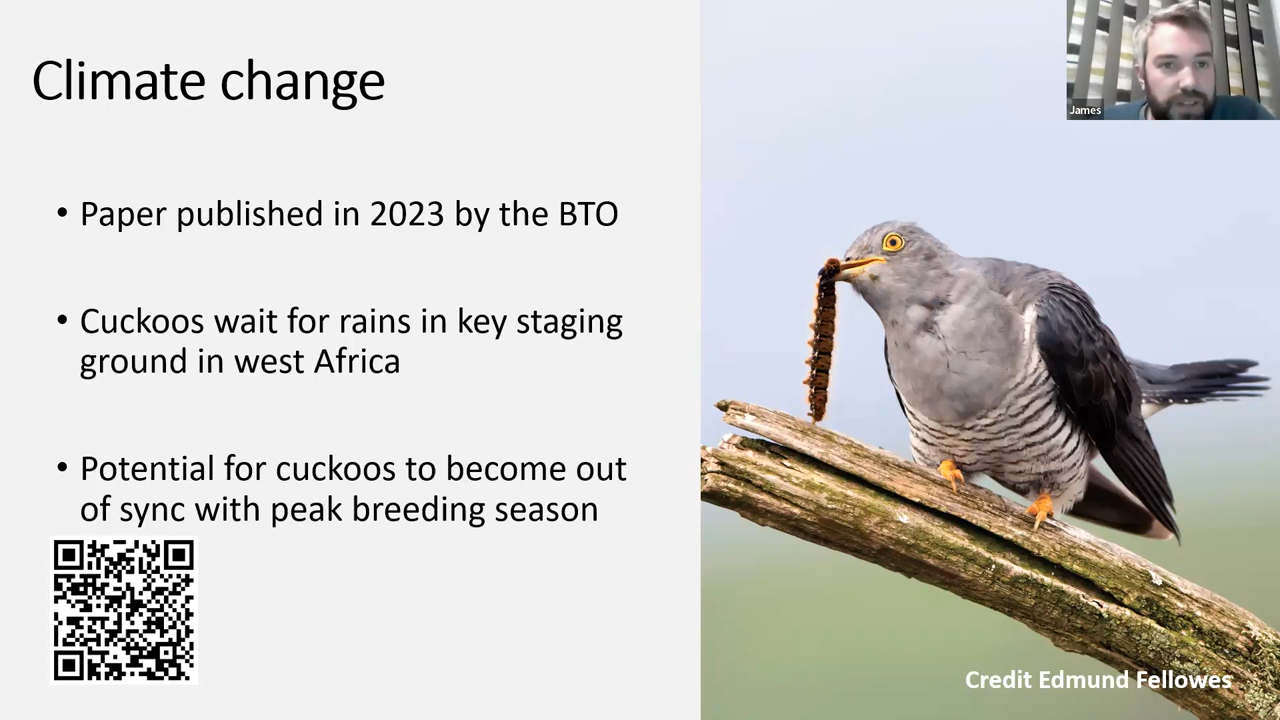 Climate change
James
• Paper published in 2023 by the BTO
• Cuckoos wait for rains in key staging
ground in west Africa
• Potential for cuckoos to become out
of sync with peak breeding season
Credit Edmund Fellowes